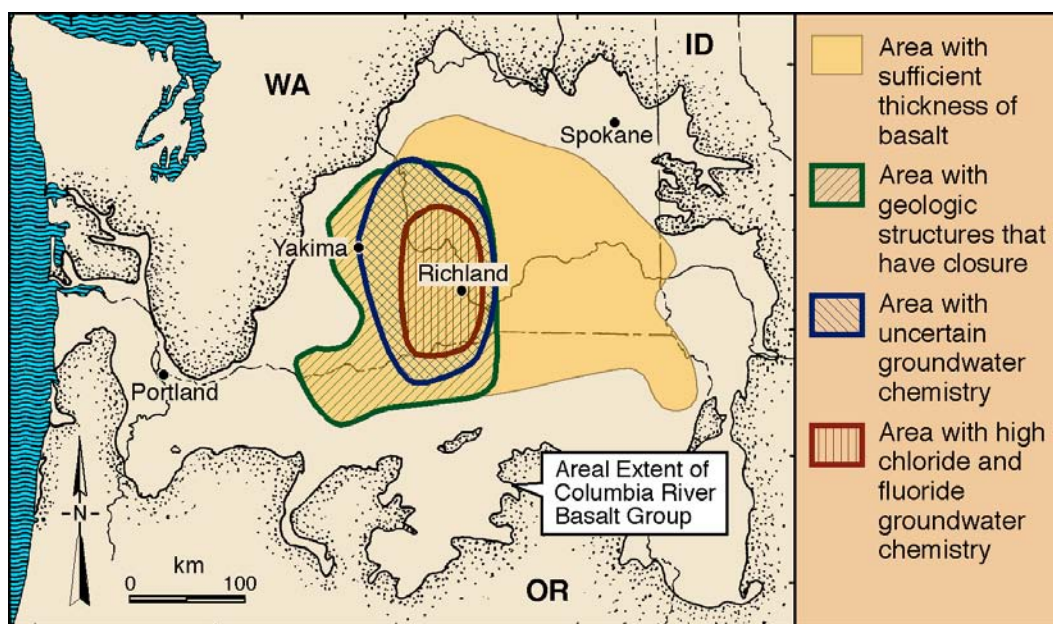 WA
ID
Spokane
Yakima
Richland
Portland
Areal Extent of
Columbia River
Basalt Group
N
km
0 100
OR
Area with
sufficient
thickness of
basalt
Area with
geologic
structures that
have closure
Area with
uncertain
groundwater
chemistry
Area with high
chloride and
fluoride
groundwater
chemistry